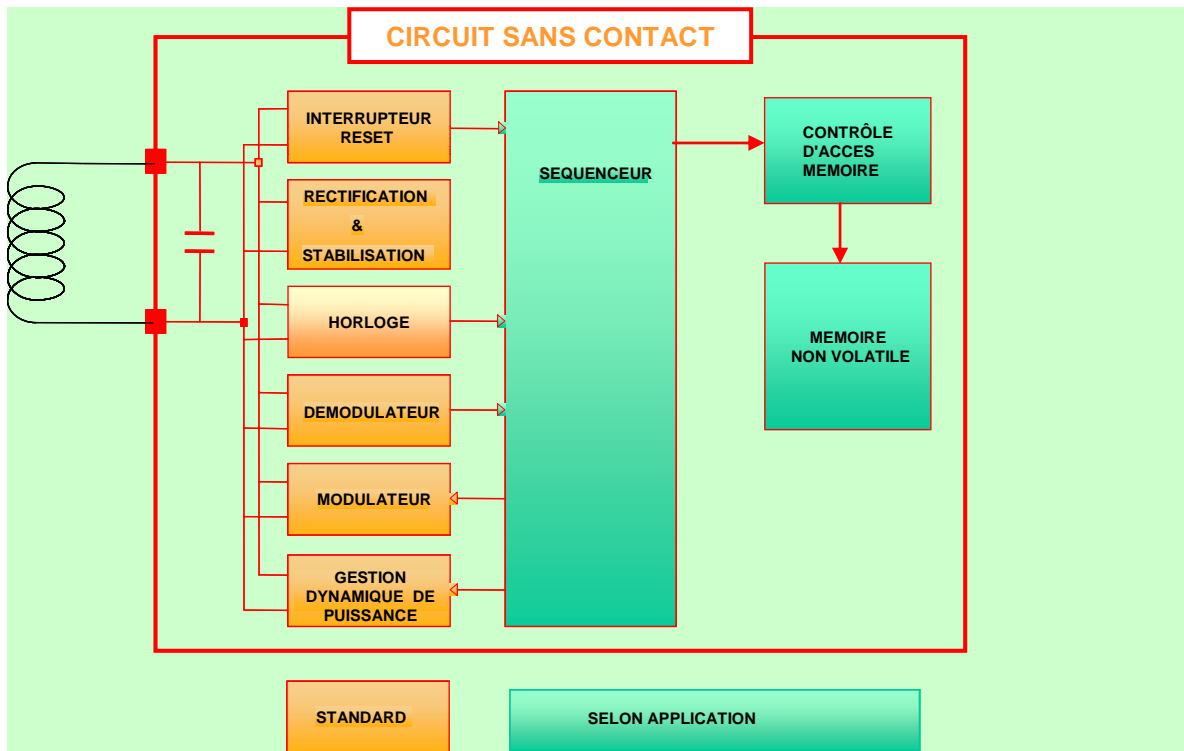 CIRCUIT SANS CONTACT
INTERRUPTEUR
RESET
RECTIFICATION
&
STABILISATION
HORLOGE
DEMODULATEUR
MODULATEUR
GESTION
DYNAMIQUE DE
PUISSANCE
SEQUENCEUR
CONTRÔLE
D'ACCES
MEMOIRE
MEMOIRE
NON VOLATILE
STANDARD
SELON APPLICATION